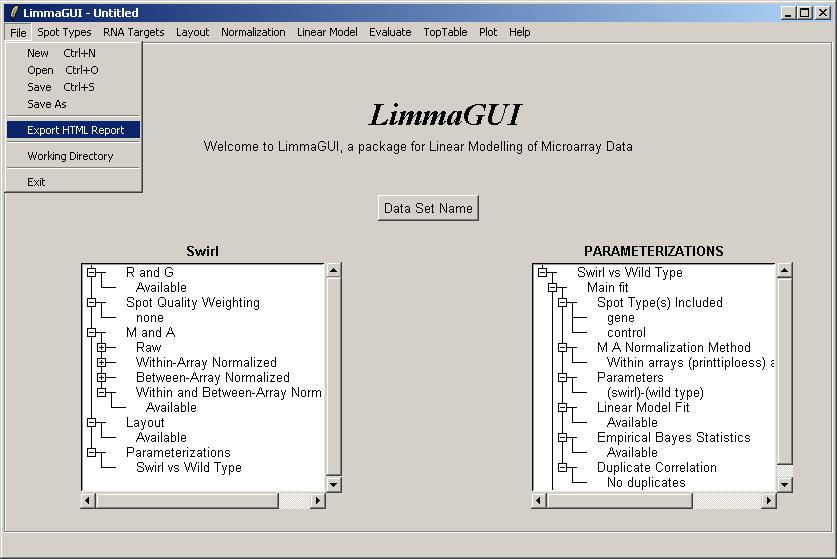 LimmaGUI - Untitled
File Spot Types RNA Targets Layout Normalization Linear Model Evaluate TopTable Plot Help
New Ctrl+N
Open Ctrl+O
Save Ctrl+S
Save As
Export HTML Report
Working Directory
Exit
LimmaGUI
Welcome to LimmaGUI, a package for Linear Modelling of Microarray Data
Data Set Name
Swirl
R and G
Available
Spot Quality Weighting
none
M and A
Raw
Within-Array Normalized
Between-Array Normalized
Within and Between-Array Norm
Available
Layout
Available
Parameterizations
Swirl vs Wild Type
PARAMETERIZATIONS
Swirl vs Wild Type
Main fit
Spot Type(s) Included
gene
control
M A Normalization Method
Within arrays (printtiploess) a
Parameters
(swirl)-(wild type)
Linear Model Fit
Available
Empirical Bayes Statistics
Available
Duplicate Correlation
No duplicates